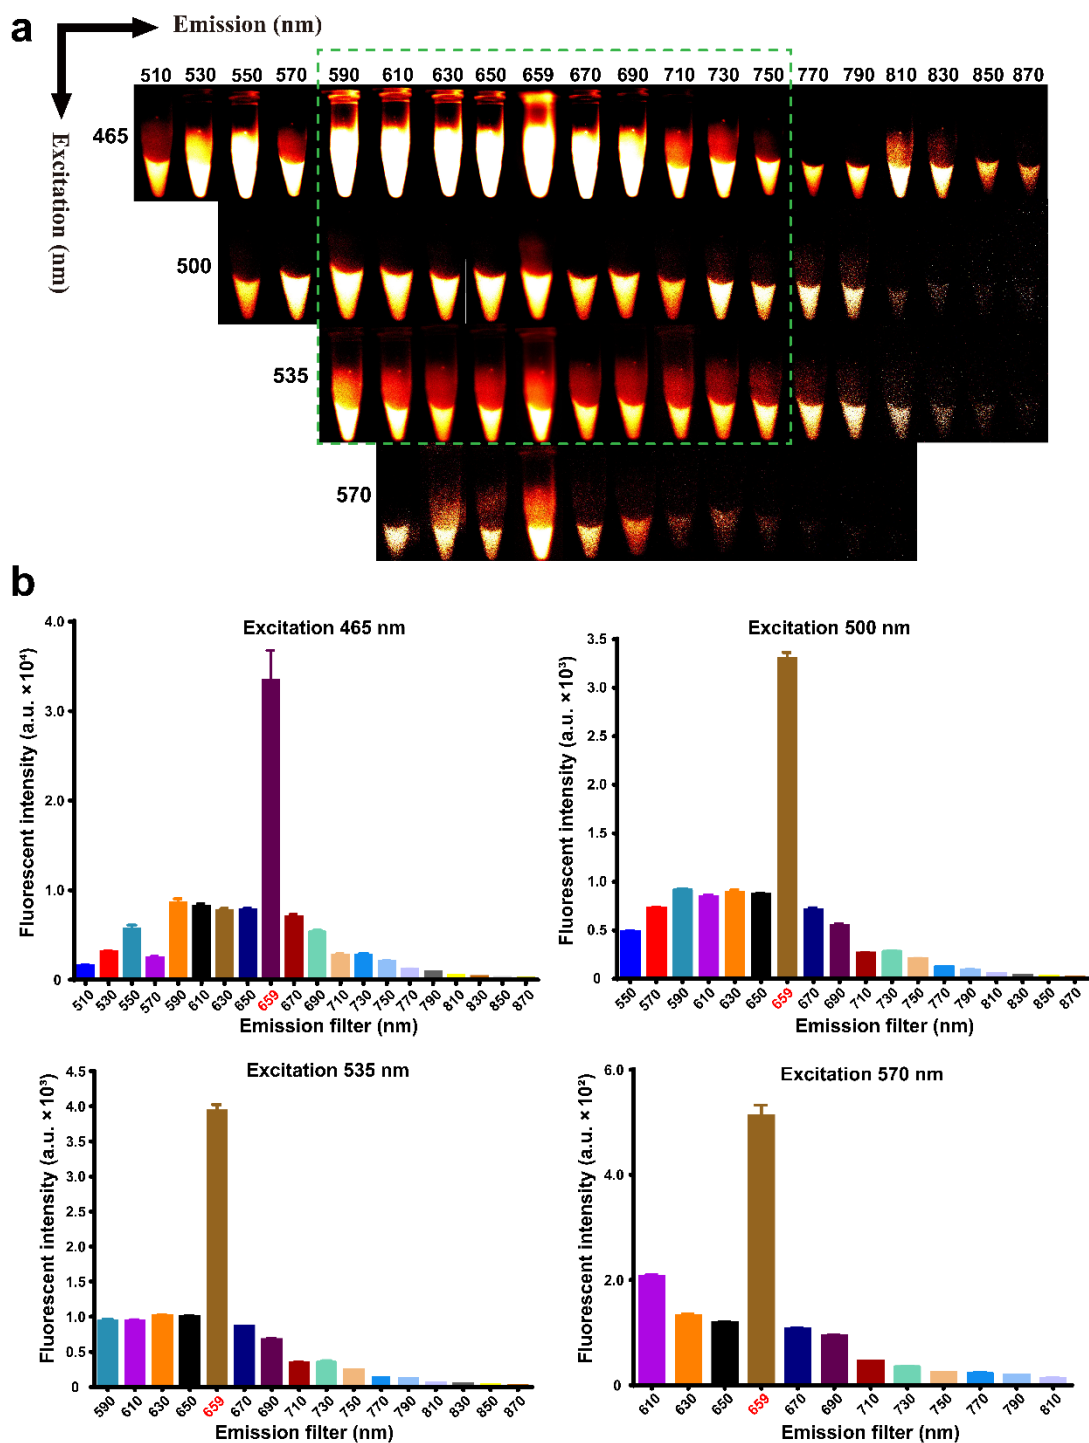 a
Emission (nm)
510 530 550 570 590 610 630 650 659 670 690 710 730 750 770 790 810 830 850 870
Excitation (nm)
465
500
535
570
b
Excitation 465 nm
Fluorescent intensity (a.u. ×10⁴)
4.0
3.0
2.0
1.0
0
510 530 550 570 590 610 630 650 659 670 690 710 730 750 770 790 810 830 850 870
Emission filter (nm)
Excitation 500 nm
Fluorescent intensity (a.u. ×10³)
3.5
3.0
2.5
2.0
1.5
1.0
0.5
0
550 570 590 610 630 650 659 670 690 710 730 750 770 790 810 830 850 870
Emission filter (nm)
Excitation 535 nm
Fluorescent intensity (a.u. ×10³)
4.5
4.0
3.5
3.0
2.5
2.0
1.5
1.0
0.5
0
590 610 630 650 659 670 690 710 730 750 770 790 810 830 850 870
Emission filter (nm)
Excitation 570 nm
Fluorescent intensity (a.u. ×10²)
6.0
4.0
2.0
0
610 630 650 659 670 690 710 730 750 770 790 810
Emission filter (nm)